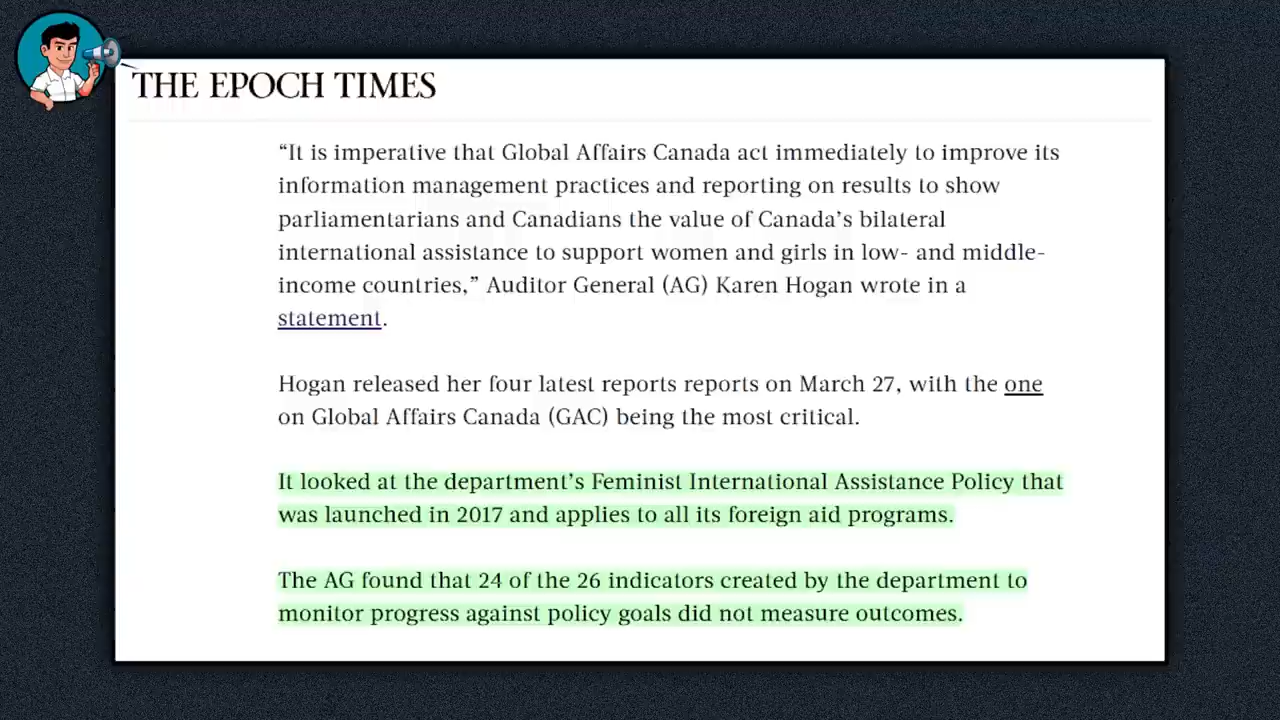 THE EPOCH TIMES
“It is imperative that Global Affairs Canada act immediately to improve its
information management practices and reporting on results to show
parliamentarians and Canadians the value of Canada’s bilateral
international assistance to support women and girls in low- and middle-
income countries,” Auditor General (AG) Karen Hogan wrote in a
statement.
Hogan released her four latest reports reports on March 27, with the one
on Global Affairs Canada (GAC) being the most critical.
It looked at the department’s Feminist International Assistance Policy that
was launched in 2017 and applies to all its foreign aid programs.
The AG found that 24 of the 26 indicators created by the department to
monitor progress against policy goals did not measure outcomes.